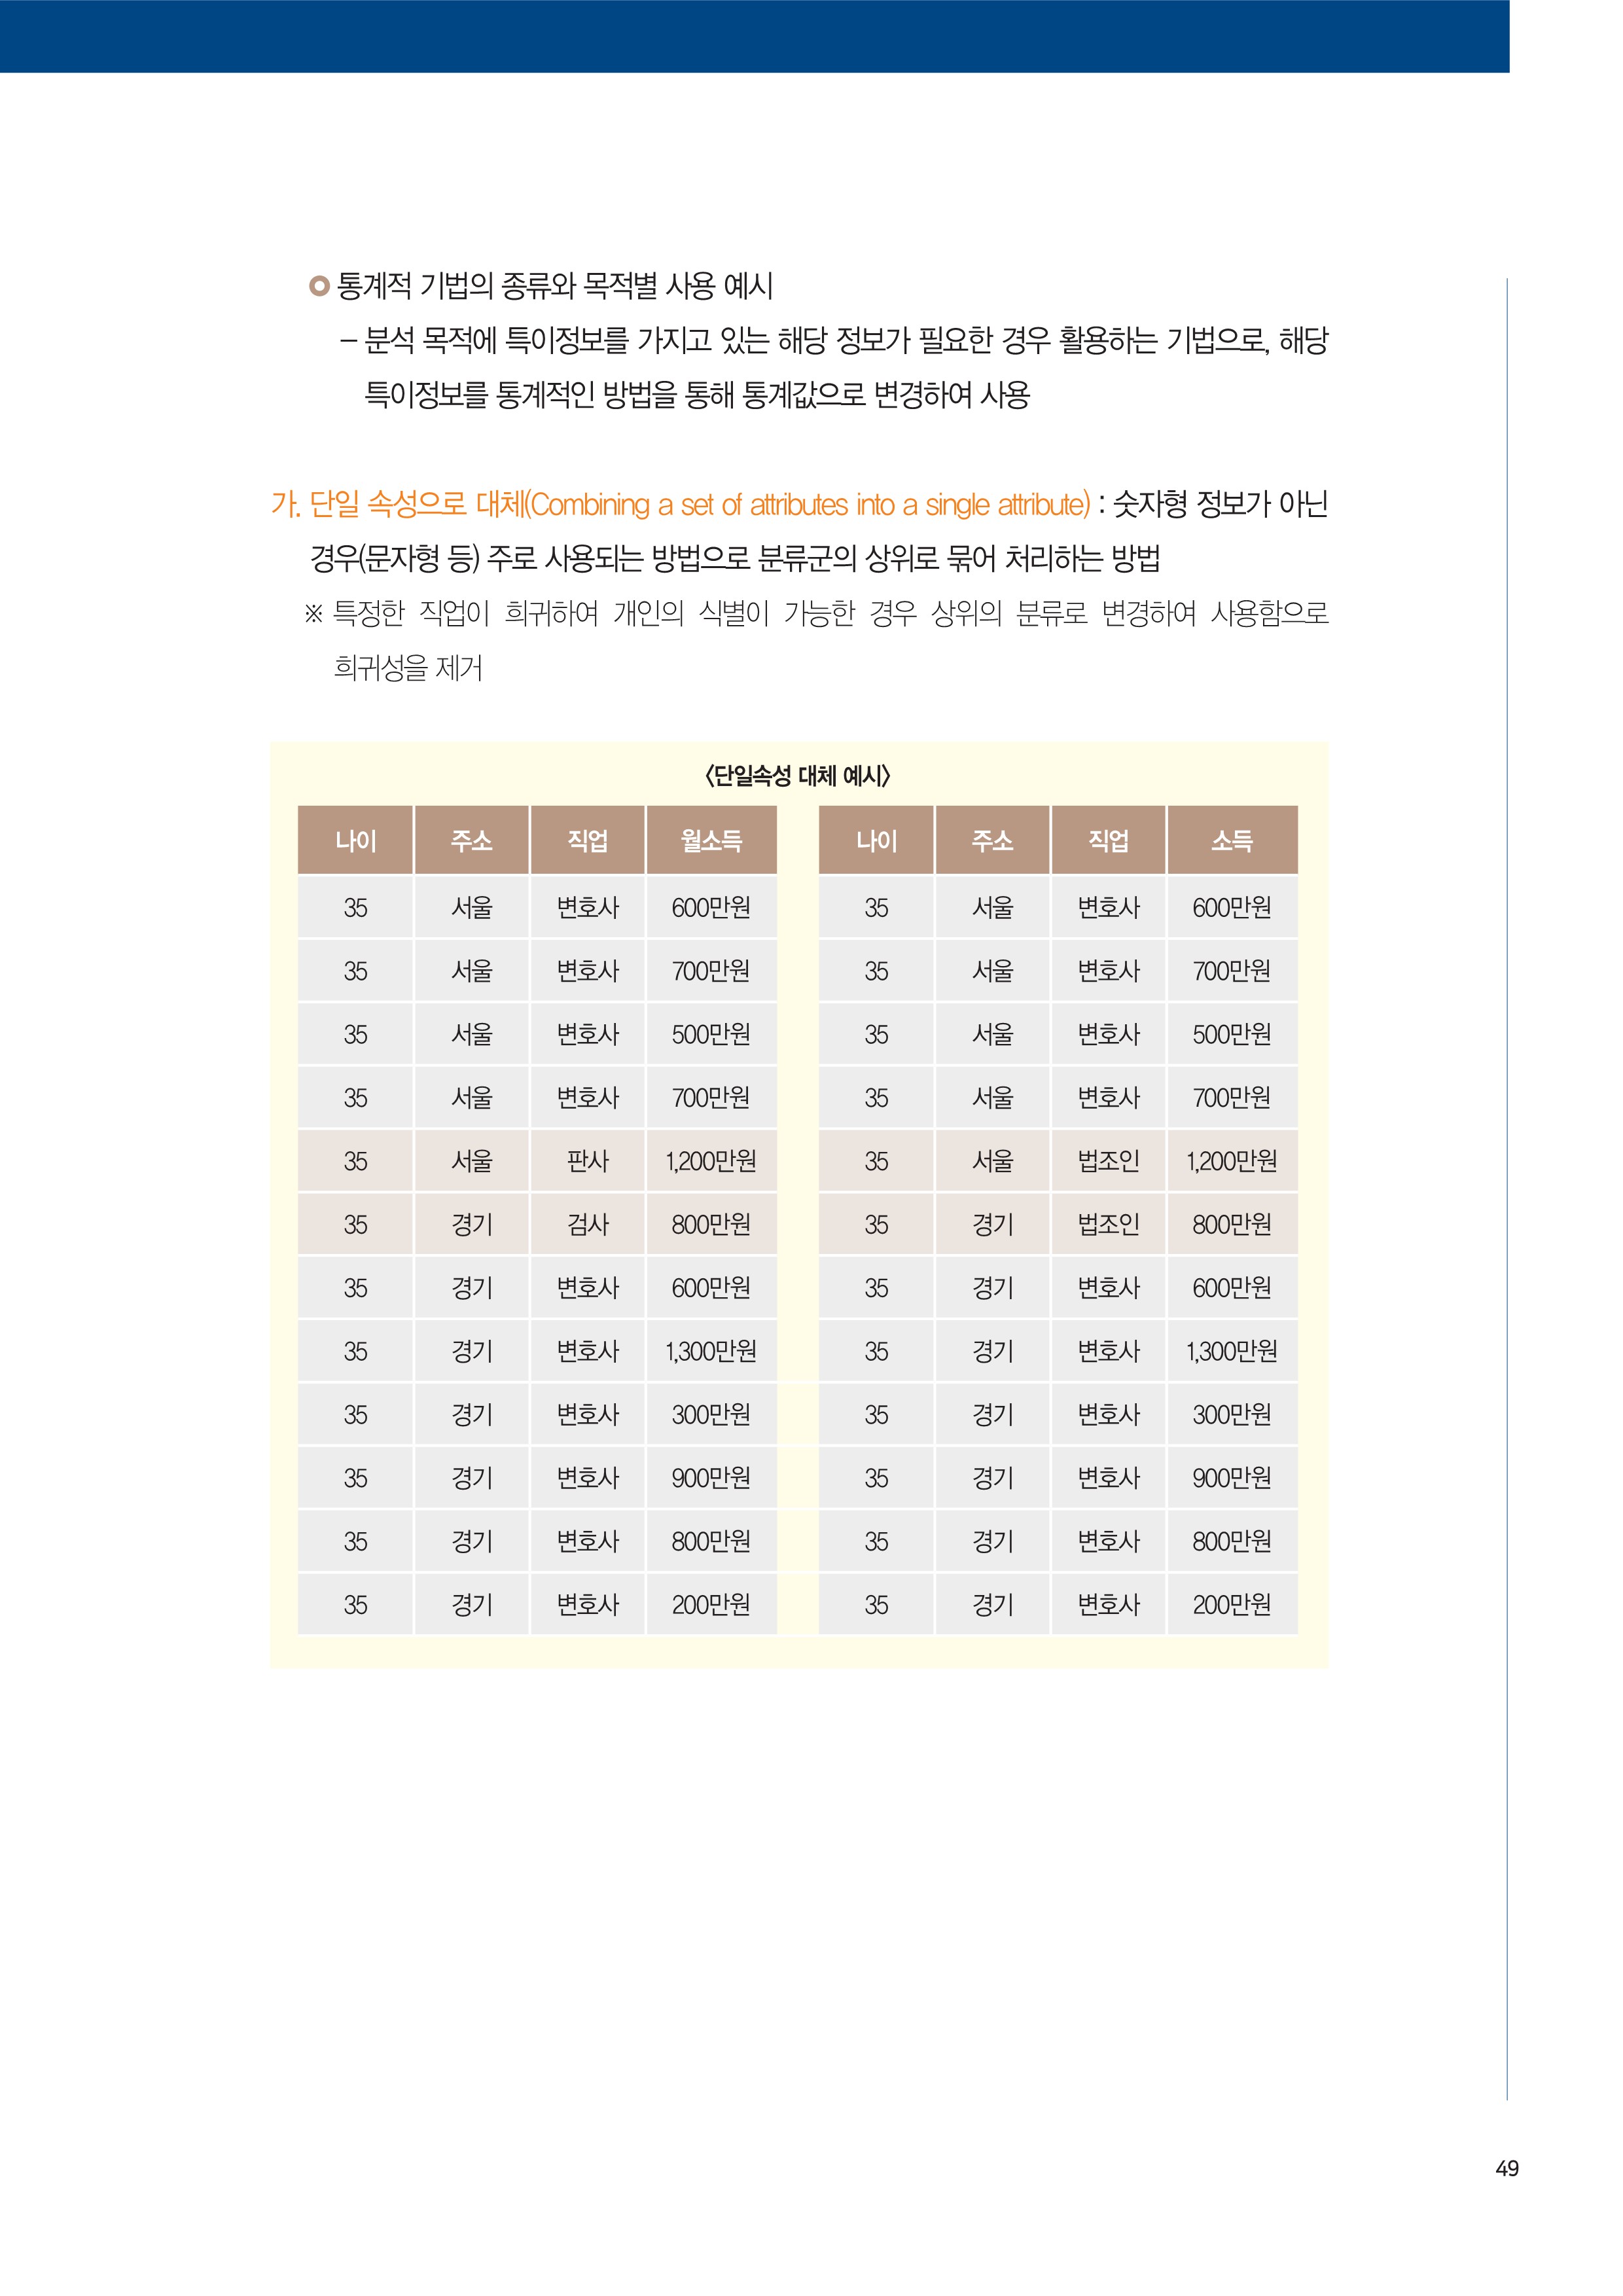 통계적 기법의 종류와 목적별 사용 예시
– 분석 목적에 특이정보를 가지고 있는 해당 정보가 필요한 경우 활용하는 기법으로, 해당
특이정보를 통계적인 방법을 통해 통계값으로 변경하여 사용
가. 단일 속성으로 대체(Combining a set of attributes into a single attribute) : 숫자형 정보가 아닌
경우(문자형 등) 주로 사용되는 방법으로 분류군의 상위로 묶어 처리하는 방법
※ 특정한 직업이 희귀하여 개인의 식별이 가능한 경우 상위의 분류로 변경하여 사용함으로
희귀성을 제거
〈단일속성 대체 예시〉
나이 주소 직업 월소득 나이 주소 직업 소득
35 서울 변호사 600만원 35 서울 변호사 600만원
35 서울 변호사 700만원 35 서울 변호사 700만원
35 서울 변호사 500만원 35 서울 변호사 500만원
35 서울 변호사 700만원 35 서울 변호사 700만원
35 서울 판사 1,200만원 35 서울 법조인 1,200만원
35 경기 검사 800만원 35 경기 법조인 800만원
35 경기 변호사 600만원 35 경기 변호사 600만원
35 경기 변호사 1,300만원 35 경기 변호사 1,300만원
35 경기 변호사 300만원 35 경기 변호사 300만원
35 경기 변호사 900만원 35 경기 변호사 900만원
35 경기 변호사 800만원 35 경기 변호사 800만원
35 경기 변호사 200만원 35 경기 변호사 200만원
49